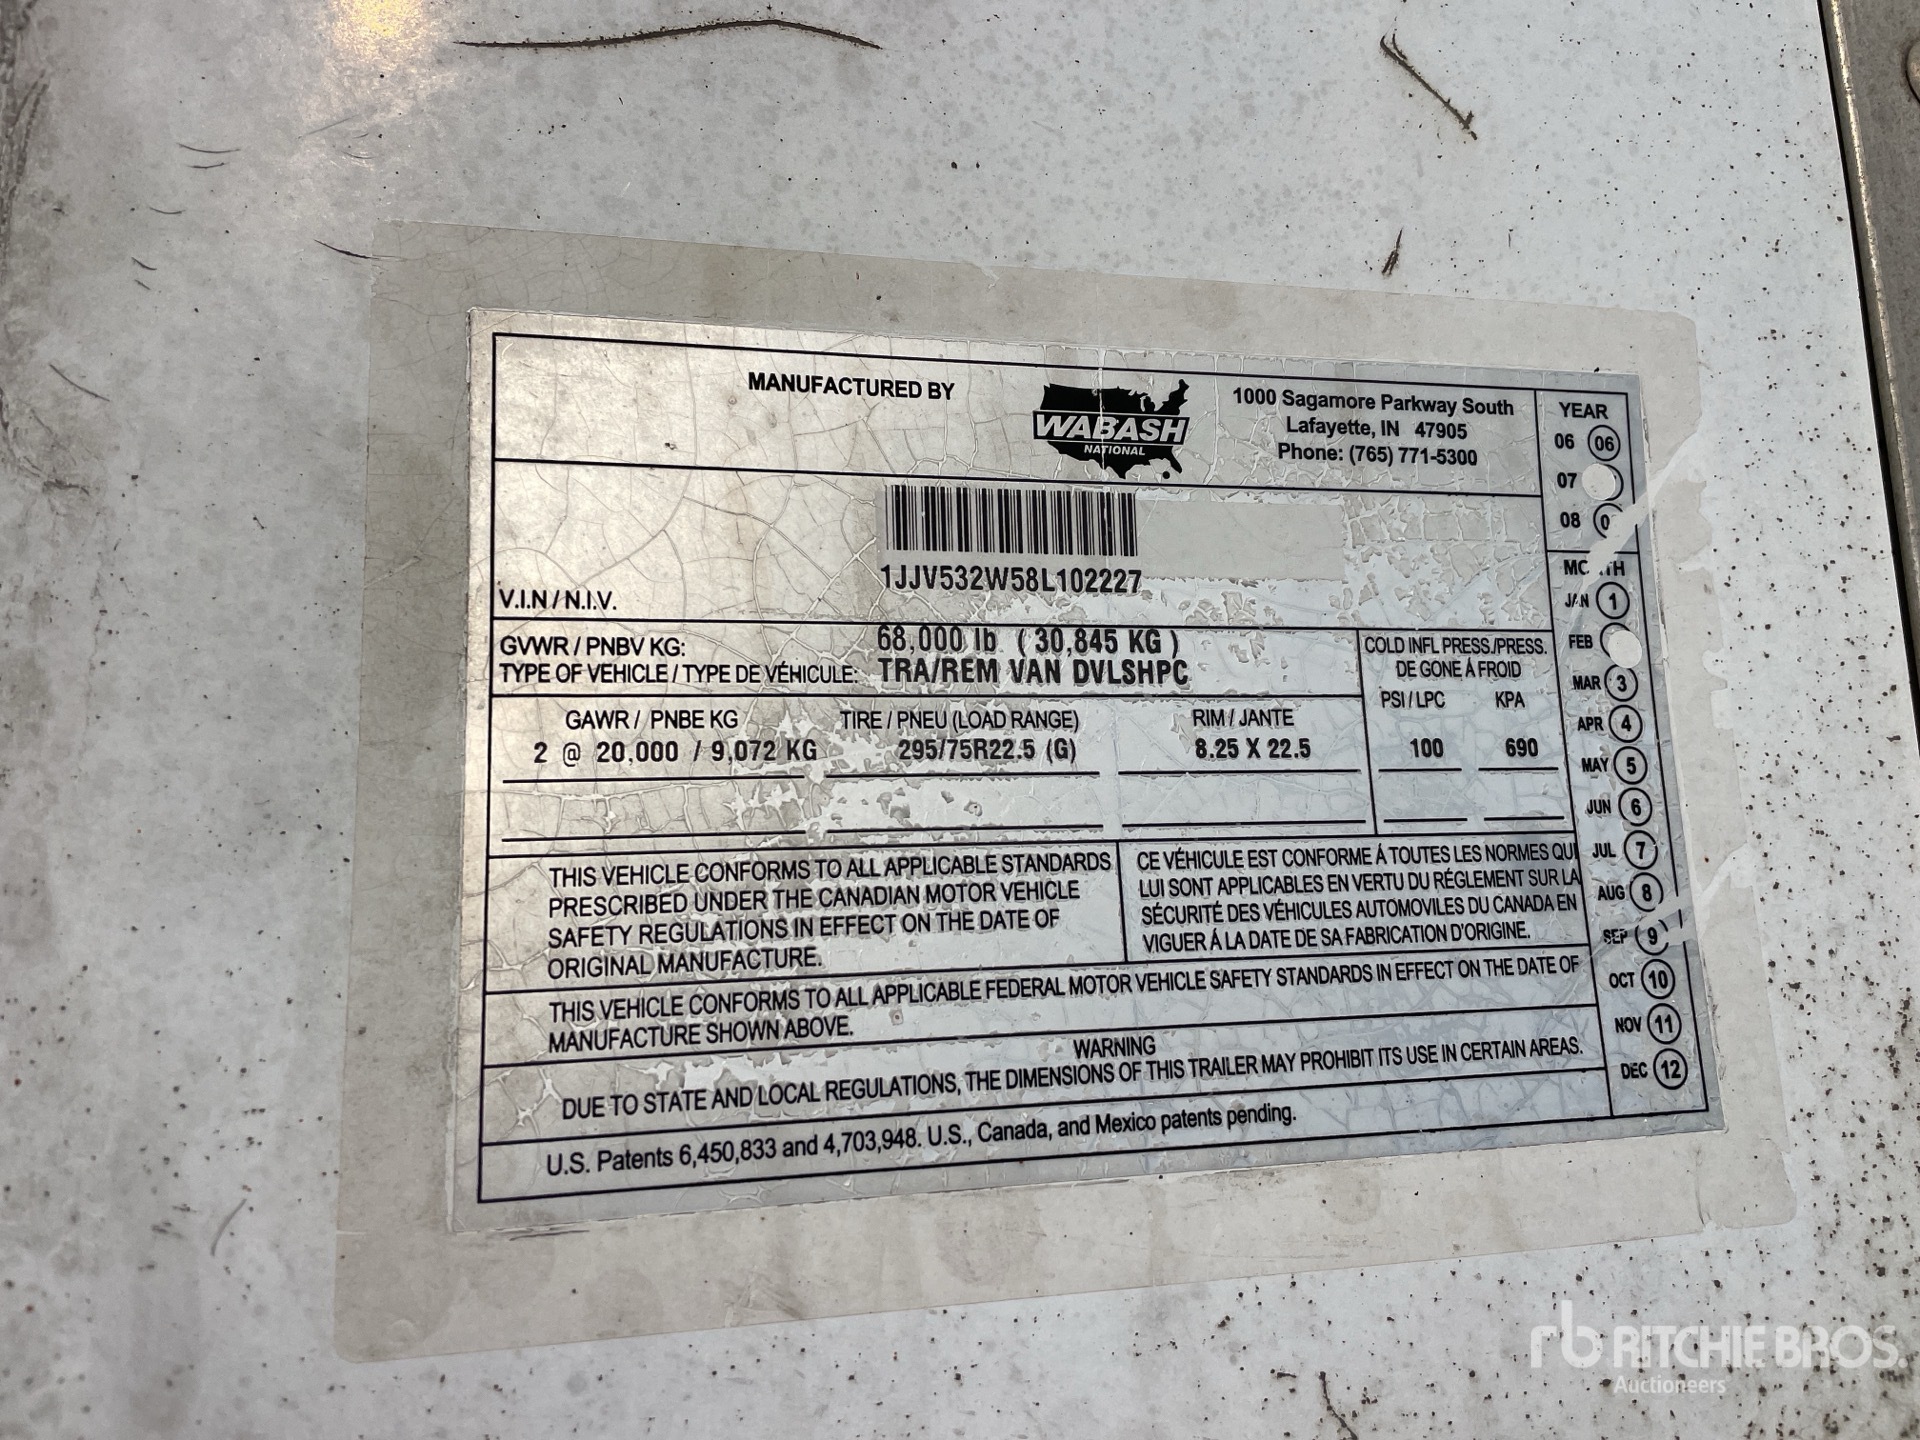 MANUFACTURED BY
WABASH
NATIONAL
1000 Sagamore Parkway South
Lafayette, IN 47905
Phone: (765) 771-5300
1JJV532W58L102227
V.I.N / N.I.V.
GVWR / PNBV KG: 68,000 lb ( 30,845 KG )
TYPE OF VEHICLE / TYPE DE VÉHICULE: TRA/REM VAN DVLSHPC
COLD INFL PRESS./PRESS.
DE GONE À FROID
PSI / LPC KPA
GAWR / PNBE KG TIRE / PNEU (LOAD RANGE) RIM / JANTE
2 @ 20,000 / 9,072 KG 295/75R22.5 (G) 8.25 X 22.5 100 690
THIS VEHICLE CONFORMS TO ALL APPLICABLE STANDARDS
PRESCRIBED UNDER THE CANADIAN MOTOR VEHICLE
SAFETY REGULATIONS IN EFFECT ON THE DATE OF
ORIGINAL MANUFACTURE.
CE VÉHICULE EST CONFORME À TOUTES LES NORMES QUI
LUI SONT APPLICABLES EN VERTU DU RÉGLEMENT SUR LA
SÉCURITÉ DES VÉHICULES AUTOMOVILES DU CANADA EN
VIGUER Á LA DATE DE SA FABRICATION D'ORIGINE.
THIS VEHICLE CONFORMS TO ALL APPLICABLE FEDERAL MOTOR VEHICLE SAFETY STANDARDS IN EFFECT ON THE DATE OF
MANUFACTURE SHOWN ABOVE.
WARNING
DUE TO STATE AND LOCAL REGULATIONS, THE DIMENSIONS OF THIS TRAILER MAY PROHIBIT ITS USE IN CERTAIN AREAS.
U.S. Patents 6,450,833 and 4,703,948. U.S., Canada, and Mexico patents pending.
YEAR
06 06
07
08
JAN 1
FEB
MAR 3
APR 4
MAY 5
JUN 6
JUL 7
AUG 8
SEP 9
OCT 10
NOV 11
DEC 12
rb RITCHIE BROS.
Auctioneers